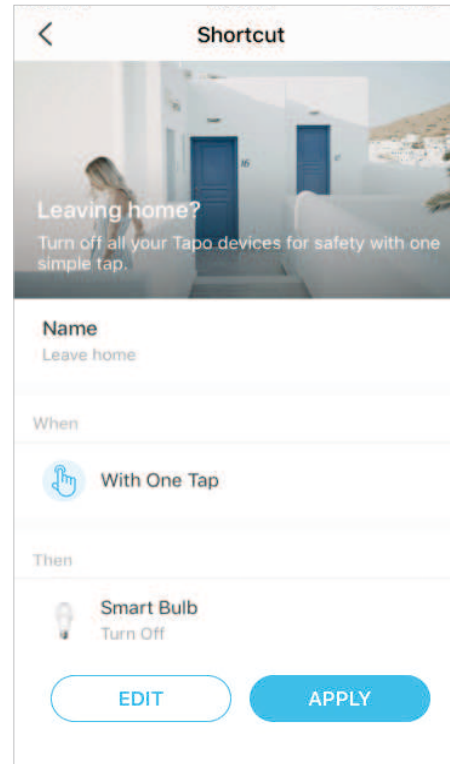 Shortcut
16
Leaving home?
Turn off all your Tapo devices for safety with one
simple tap.
Name
Leave home
When
With One Tap
Then
Smart Bulb
Turn Off
EDIT
APPLY